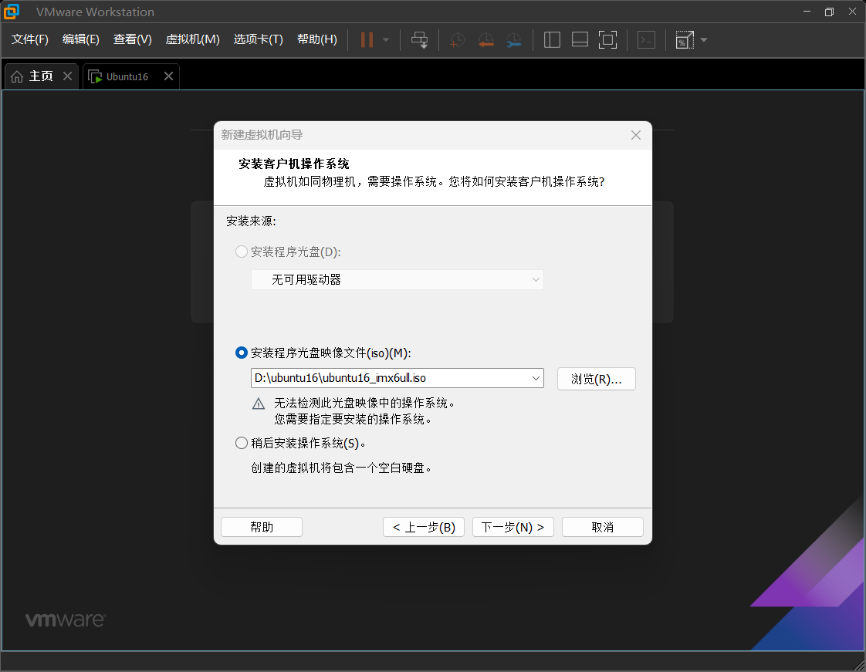 VMware Workstation
文件(F) 编辑(E) 查看(V) 虚拟机(M) 选项卡(T) 帮助(H)
主页 Ubuntu16
新建虚拟机向导
安装客户机操作系统
虚拟机如同物理机，需要操作系统。您将如何安装客户机操作系统?
安装来源:
安装程序光盘(D):
无可用驱动器
安装程序光盘映像文件(iso)(M):
D:\ubuntu16\ubuntu16_imx6ull.iso 浏览(R)...
无法检测此光盘映像中的操作系统。
您需要指定要安装的操作系统。
稍后安装操作系统(S)。
创建的虚拟机将包含一个空白硬盘。
帮助 < 上一步(B) 下一步(N) > 取消
vmware